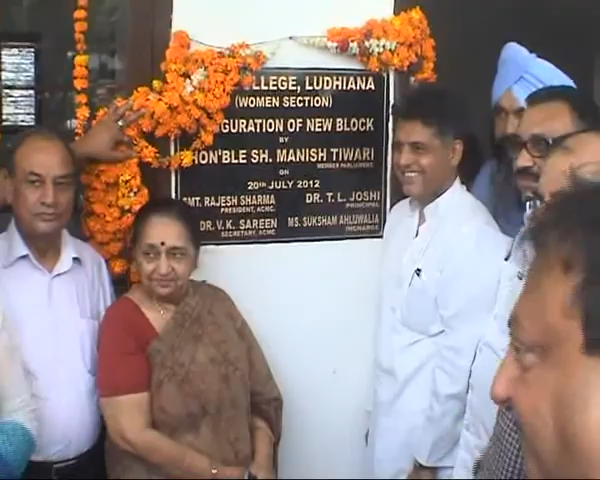 COLLEGE, LUDHIANA
(WOMEN SECTION)
GURATION OF NEW BLOCK
BY
HON'BLE SH. MANISH TIWARI
MEMBER PARLIAMENT
ON
20TH JULY 2012
SMT. RAJESH SHARMA
PRESIDENT ACMC.
DR. T.L. JOSHI
PRINCIPAL
DR. V.K. SAREEN
SECRETARY, ACMC
MS. SUKSHAM AHLUWALIA
INCHARGE